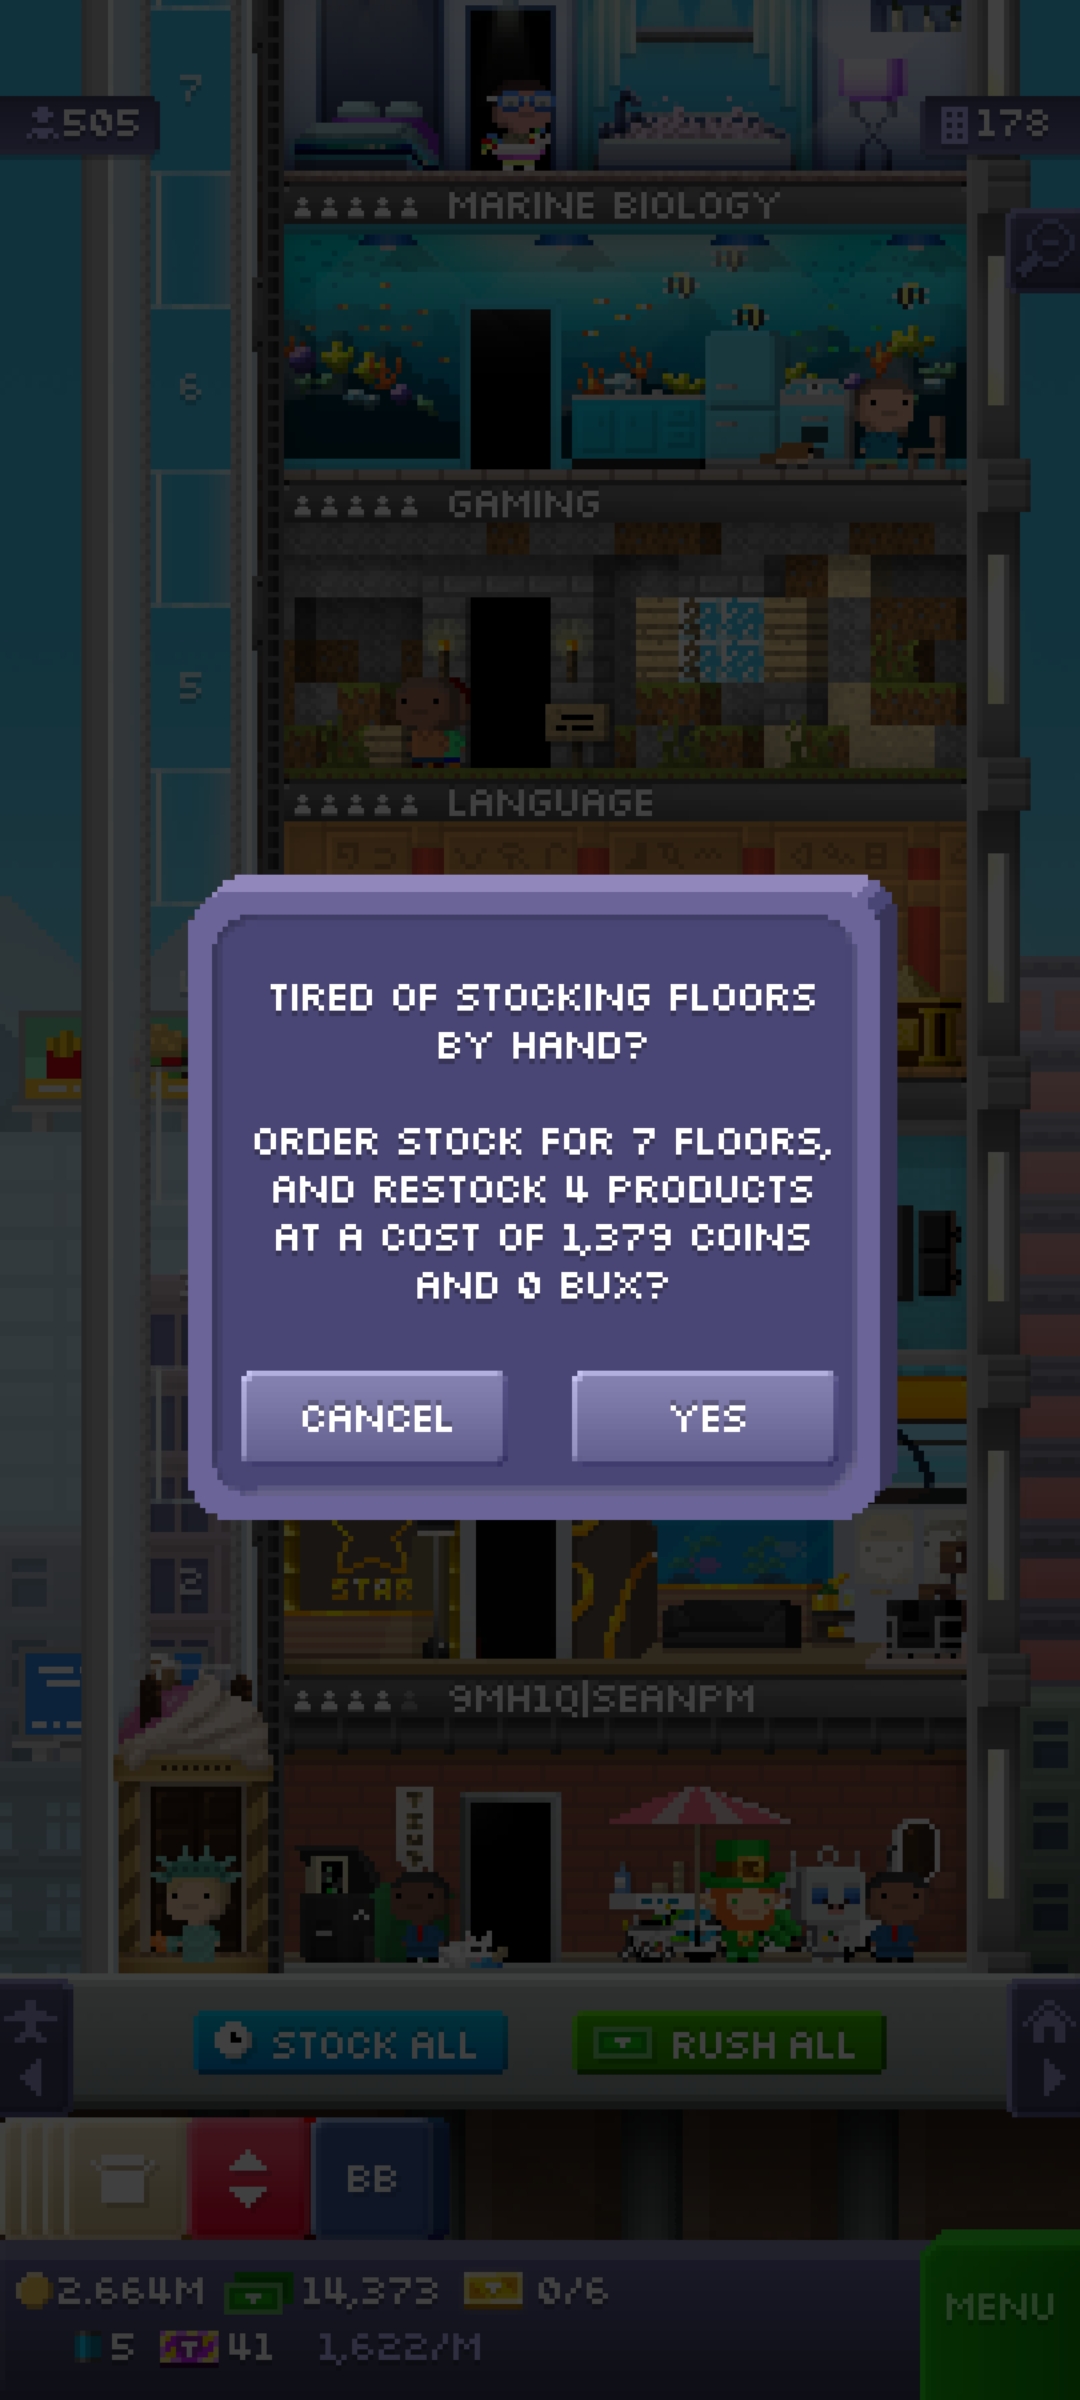 7
505
178
MARINE BIOLOGY
6
GAMING
5
LANGUAGE
TIRED OF STOCKING FLOORS
BY HAND?
ORDER STOCK FOR 7 FLOORS,
AND RESTOCK 4 PRODUCTS
AT A COST OF 1,379 COINS
AND 0 BUX?
CANCEL
YES
2
STAR
9MH1Q|SEANPM
STOCK ALL
RUSH ALL
BB
2.664M
14,373
0/6
5
41
1,622/M
MENU